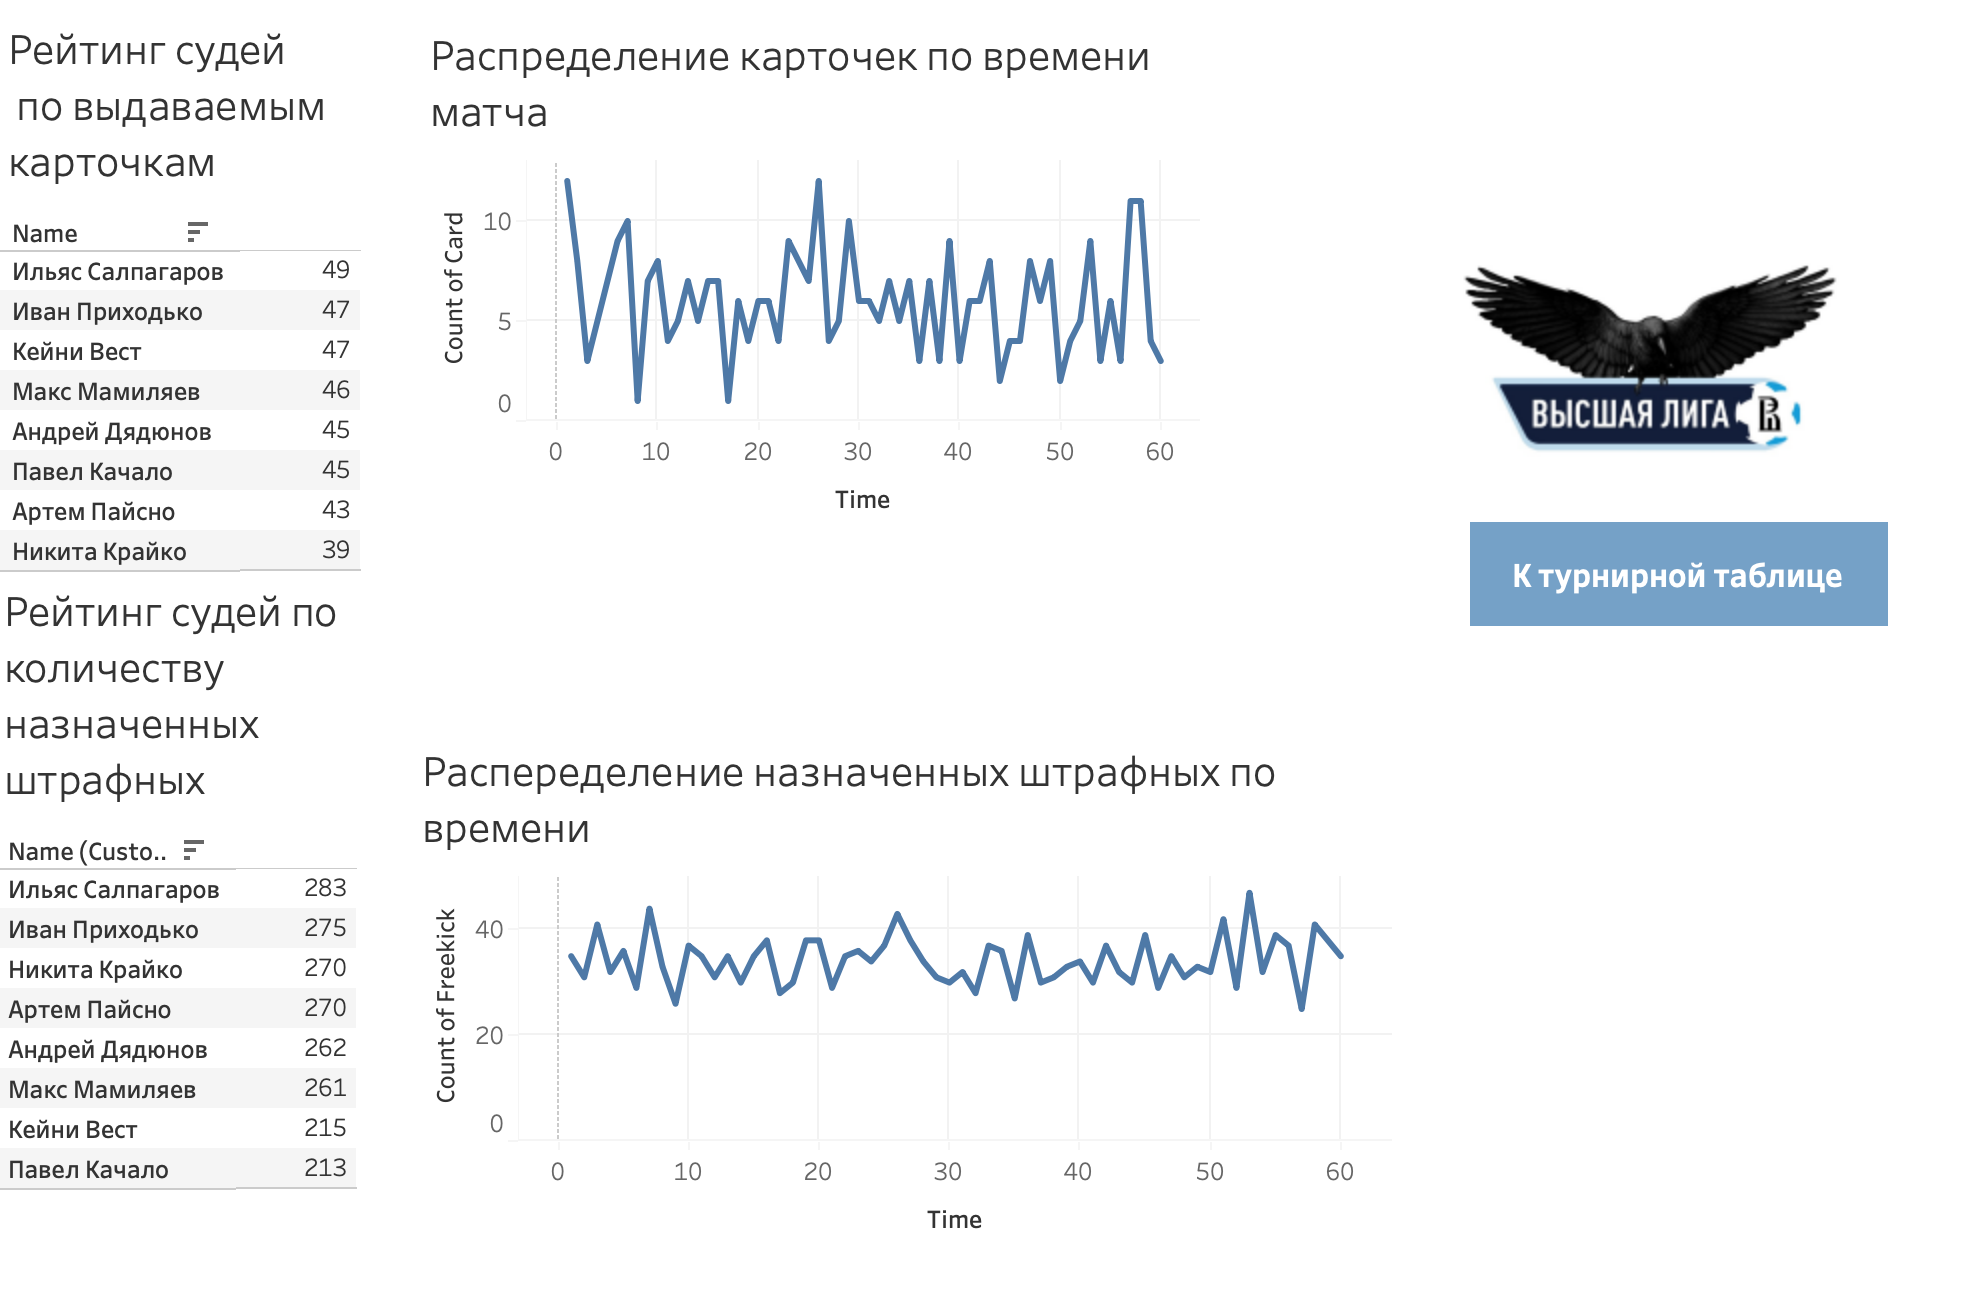 Рейтинг судей
по выдаваемым
карточкам
Name
Ильяс Салпагаров 49
Иван Приходько 47
Кейни Вест 47
Макс Мамиляев 46
Андрей Дядюнов 45
Павел Качало 45
Артем Пайсно 43
Никита Крайко 39
Рейтинг судей по
количеству
назначенных
штрафных
Name (Custo..
Ильяс Салпагаров 283
Иван Приходько 275
Никита Крайко 270
Артем Пайсно 270
Андрей Дядюнов 262
Макс Мамиляев 261
Кейни Вест 215
Павел Качало 213
Распределение карточек по времени
матча
Count of Card
10
5
0
0 10 20 30 40 50 60
Time
Распеределение назначенных штрафных по
времени
Count of Freekick
40
20
0
0 10 20 30 40 50 60
Time
ВЫСШАЯ ЛИГА
К турнирной таблице